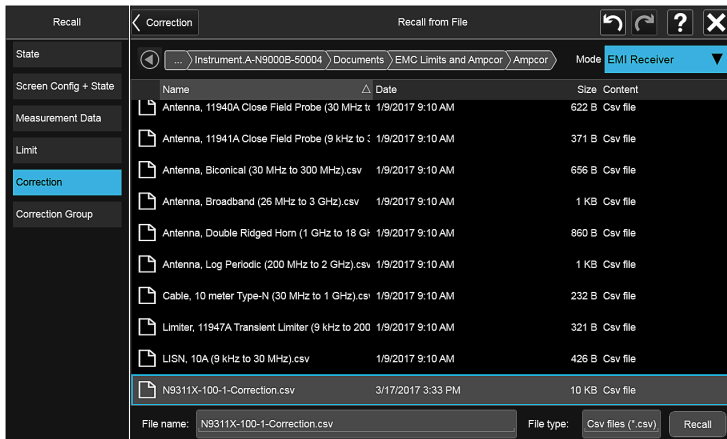 Recall
Correction
Recall from File
?
State
Screen Config + State
Measurement Data
Limit
Correction
Correction Group
... Instrument.A-N9000B-50004 Documents EMC Limits and Ampcor Ampcor
Mode EMI Receiver
Name Date Size Content
Antenna, 11940A Close Field Probe (30 MHz to 1/9/2017 9:10 AM 622 B Csv file
Antenna, 11941A Close Field Probe (9 kHz to 1/9/2017 9:10 AM 371 B Csv file
Antenna, Biconical (30 MHz to 300 MHz).csv 1/9/2017 9:10 AM 656 B Csv file
Antenna, Broadband (26 MHz to 3 GHz).csv 1/9/2017 9:10 AM 1 KB Csv file
Antenna, Double Ridged Horn (1 GHz to 18 1/9/2017 9:10 AM 860 B Csv file
Antenna, Log Periodic (200 MHz to 2 GHz).csv 1/9/2017 9:10 AM 1 KB Csv file
Cable, 10 meter Type-N (30 MHz to 1 GHz).csv 1/9/2017 9:10 AM 232 B Csv file
Limiter, 11947A Transient Limiter (9 kHz to 200 1/9/2017 9:10 AM 321 B Csv file
LISN, 10A (9 kHz to 30 MHz).csv 1/9/2017 9:10 AM 426 B Csv file
N9311X-100-1-Correction.csv 3/17/2017 3:33 PM 10 KB Csv file
File name: N9311X-100-1-Correction.csv File type: Csv files (*.csv) Recall